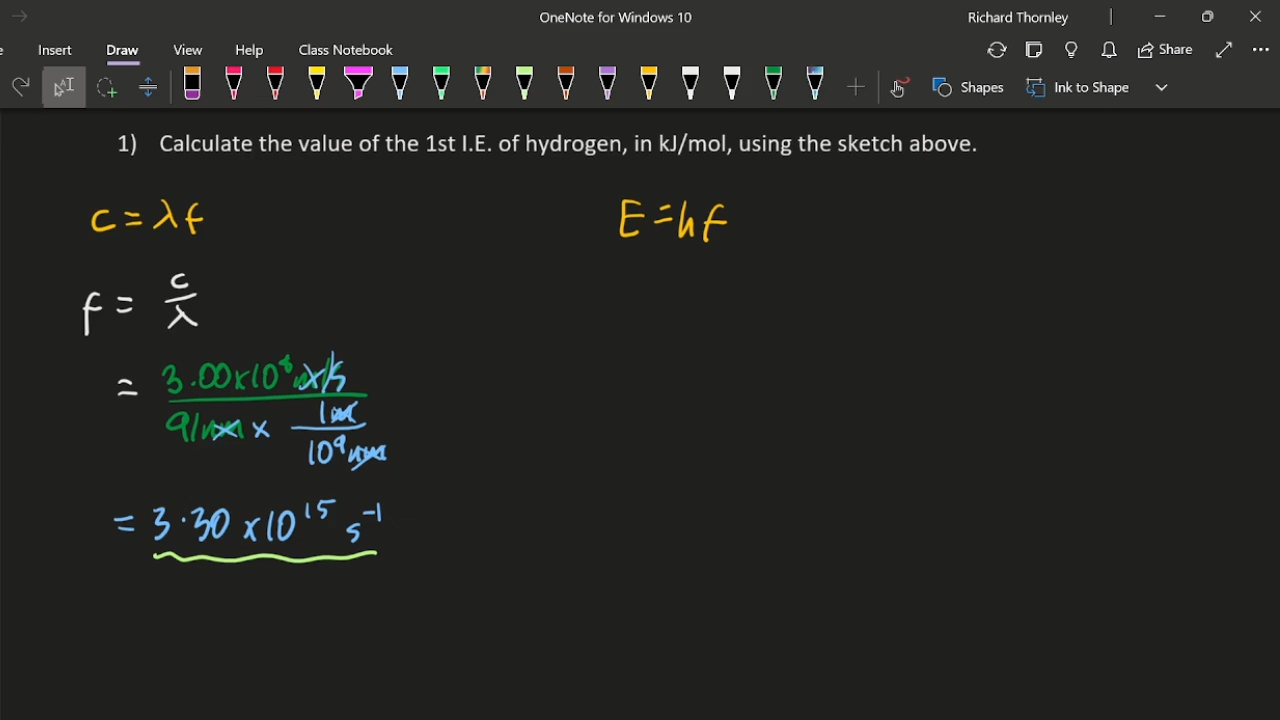 OneNote for Windows 10
Richard Thornley
Insert Draw View Help Class Notebook
Share
Shapes
Ink to Shape
1) Calculate the value of the 1st I.E. of hydrogen, in kJ/mol, using the sketch above.
c = λf
E = hf
f = c/λ
= 3.00×10⁸ m/s
91nm × 1m
10⁹nm
= 3.30 ×10¹⁵ s⁻¹